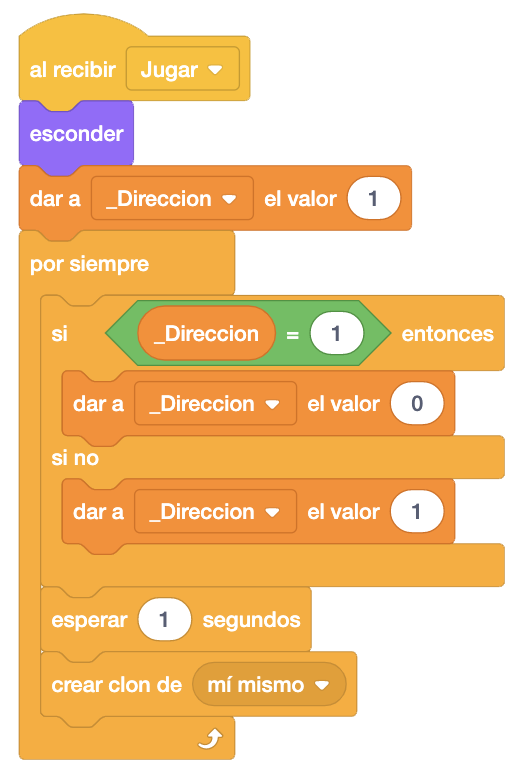 al recibir Jugar
esconder
dar a _Direccion el valor 1
por siempre
si _Direccion = 1 entonces
dar a _Direccion el valor 0
si no
dar a _Direccion el valor 1
esperar 1 segundos
crear clon de mí mismo